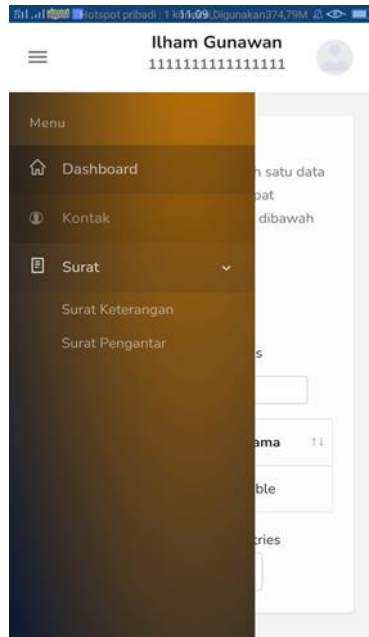 Hotspot pribadi : 1 11:09 Digunakan374,79M
Ilham Gunawan
1111111111111111
Menu
Dashboard
h satu data
pat
Kontak
dibawah
Surat
Surat Keterangan
Surat Pengantar
s
ama
ble
tries